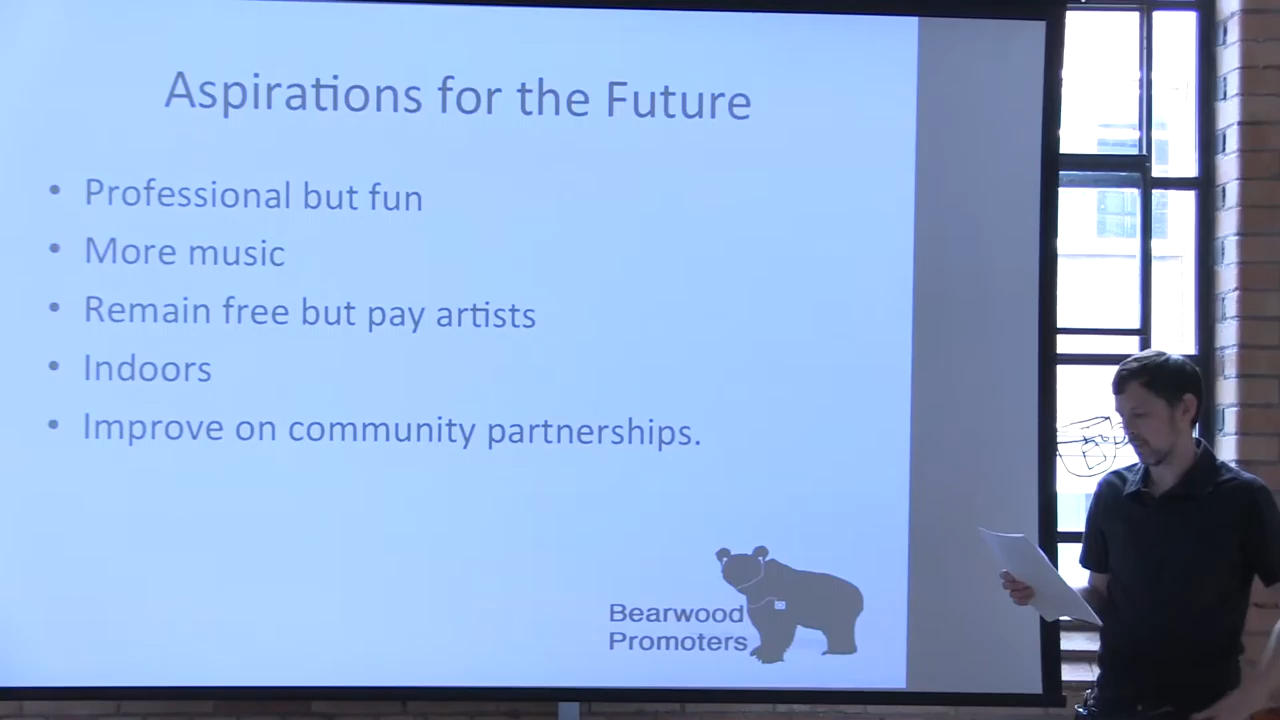 Aspirations for the Future
• Professional but fun
• More music
• Remain free but pay artists
• Indoors
• Improve on community partnerships.
Bearwood
Promoters